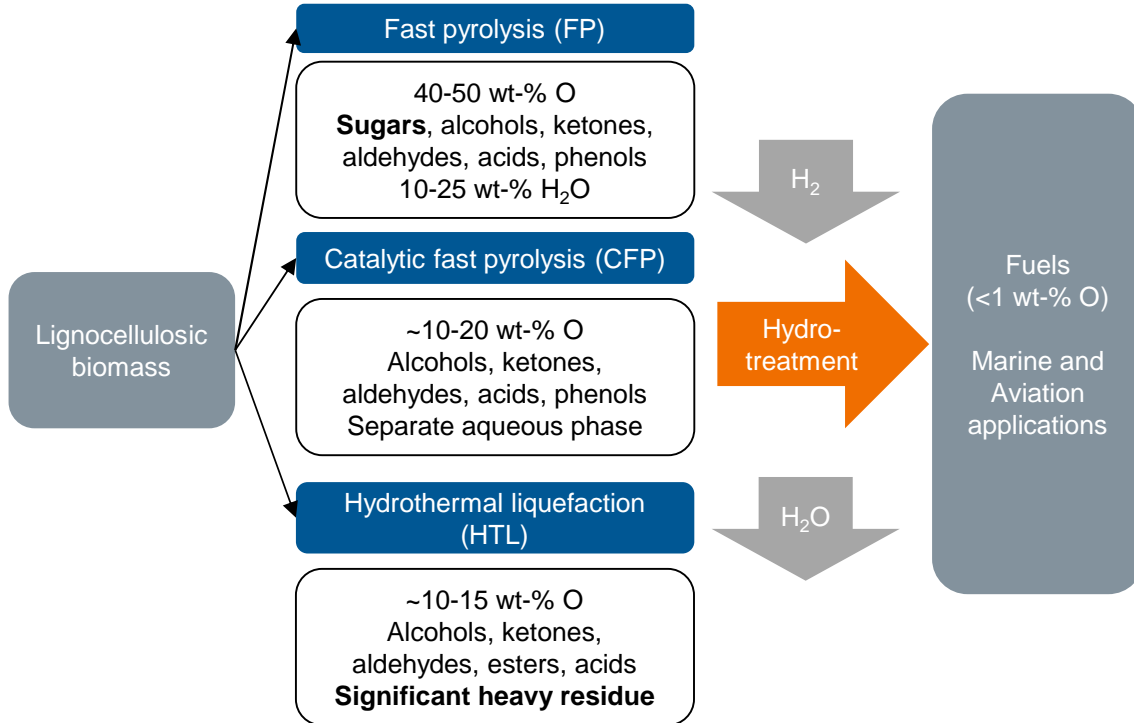 Fast pyrolysis (FP)
40-50 wt-% O
Sugars, alcohols, ketones,
aldehydes, acids, phenols
10-25 wt-% H₂O
Catalytic fast pyrolysis (CFP)
~10-20 wt-% O
Alcohols, ketones,
aldehydes, acids, phenols
Separate aqueous phase
Hydrothermal liquefaction
(HTL)
~10-15 wt-% O
Alcohols, ketones,
aldehydes, esters, acids
Significant heavy residue
Lignocellulosic
biomass
H₂
Hydro-
treatment
H₂O
Fuels
(<1 wt-% O)
Marine and
Aviation
applications